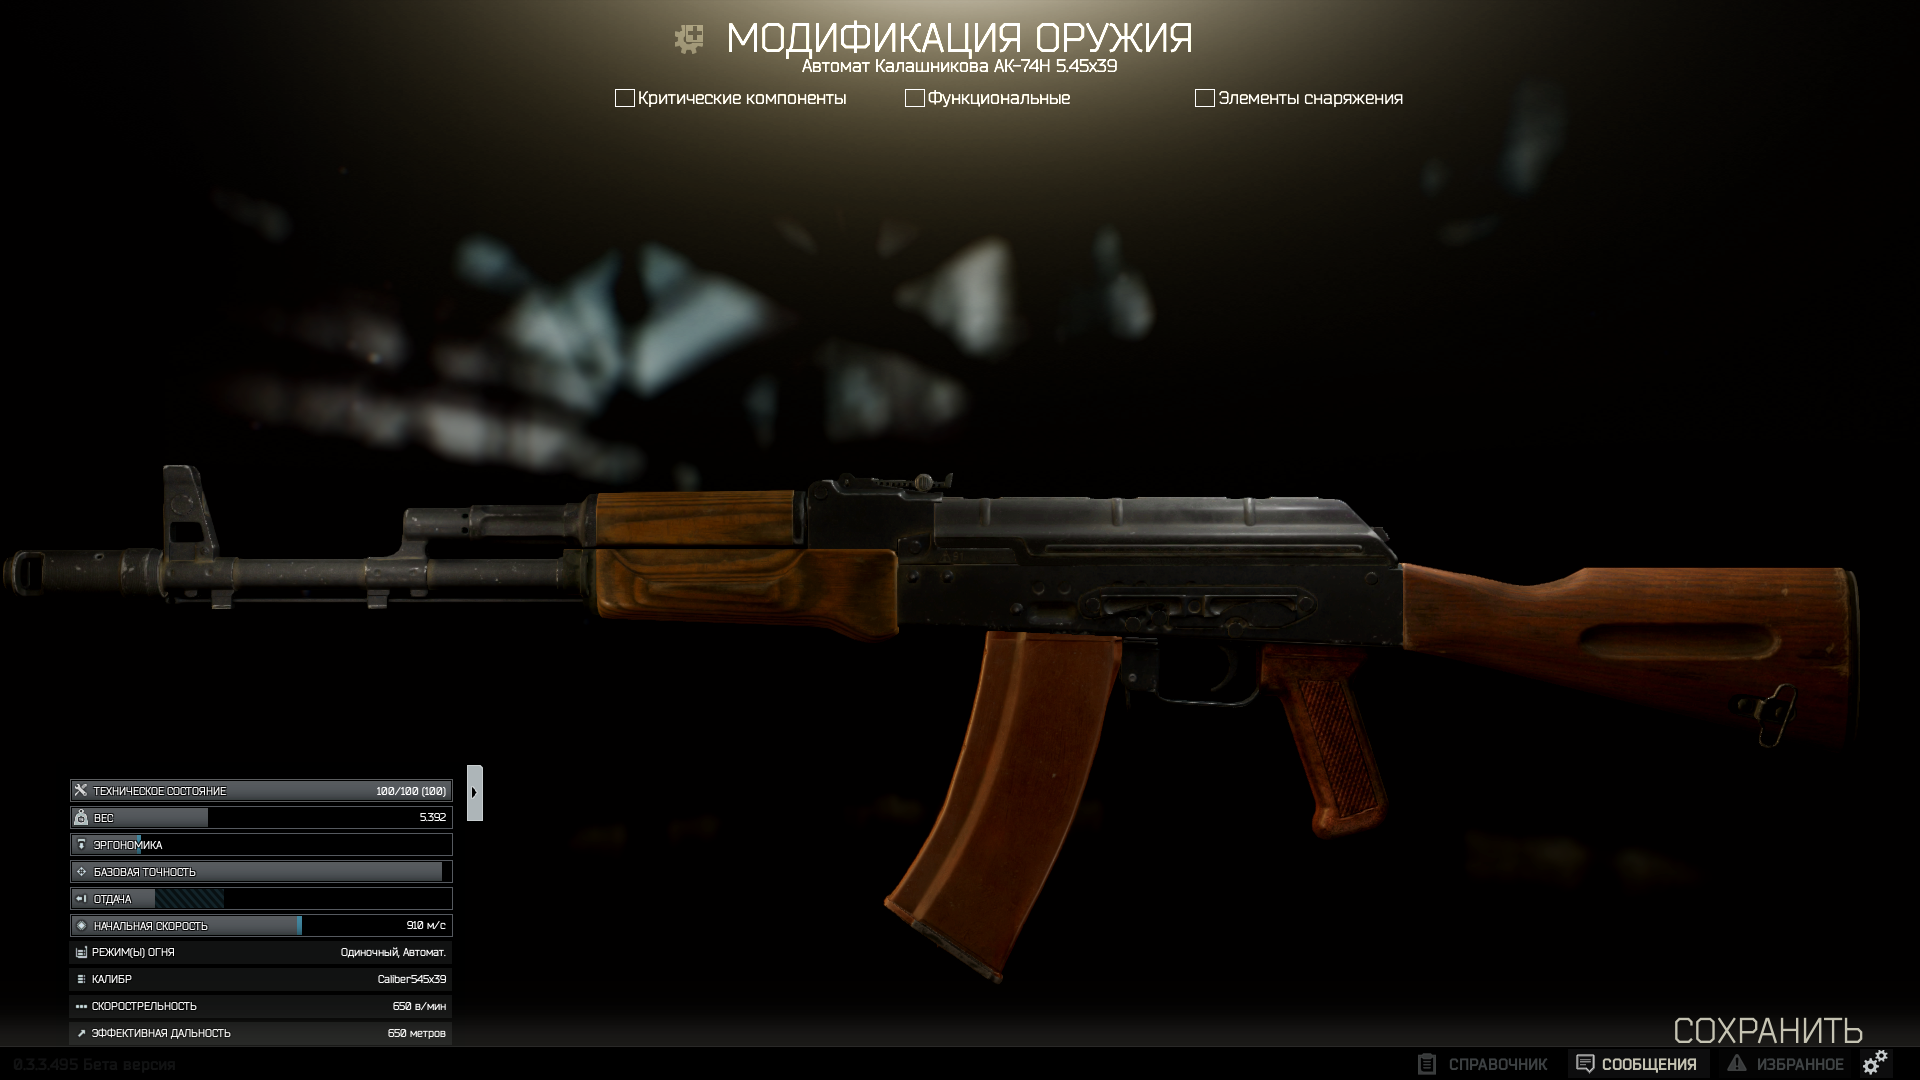 МОДИФИКАЦИЯ ОРУЖИЯ
Автомат Калашникова АК-74Н 5.45x39
Критические компоненты
Функциональные
Элементы снаряжения
ТЕХНИЧЕСКОЕ СОСТОЯНИЕ 100/100 (100)
ВЕС 5.392
ЭРГОНОМИКА
БАЗОВАЯ ТОЧНОСТЬ
ОТДАЧА
НАЧАЛЬНАЯ СКОРОСТЬ 910 м/с
РЕЖИМ(Ы) ОГНЯ Одиночный, Автомат.
КАЛИБР Caliber545x39
СКОРОСТРЕЛЬНОСТЬ 650 в/мин
ЭФФЕКТИВНАЯ ДАЛЬНОСТЬ 650 метров
СОХРАНИТЬ
0.3.3.495 Бета версия
СПРАВОЧНИК
СООБЩЕНИЯ
ИЗБРАННОЕ